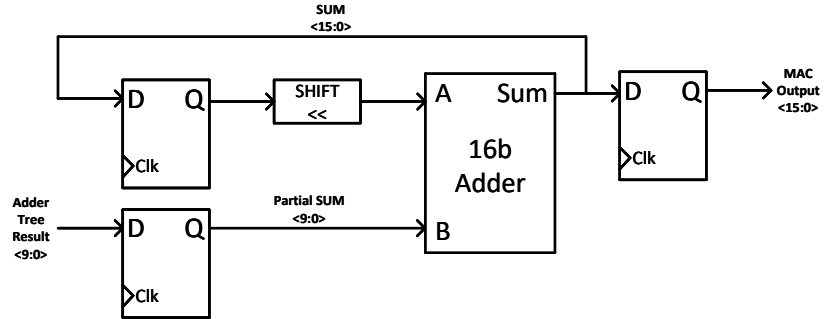 SUM
<15:0>
D Q
Clk
SHIFT
<<
A Sum
16b
Adder
B
D Q
Clk
MAC
Output
<15:0>
Adder
Tree
Result
<9:0>
D Q
Clk
Partial SUM
<9:0>